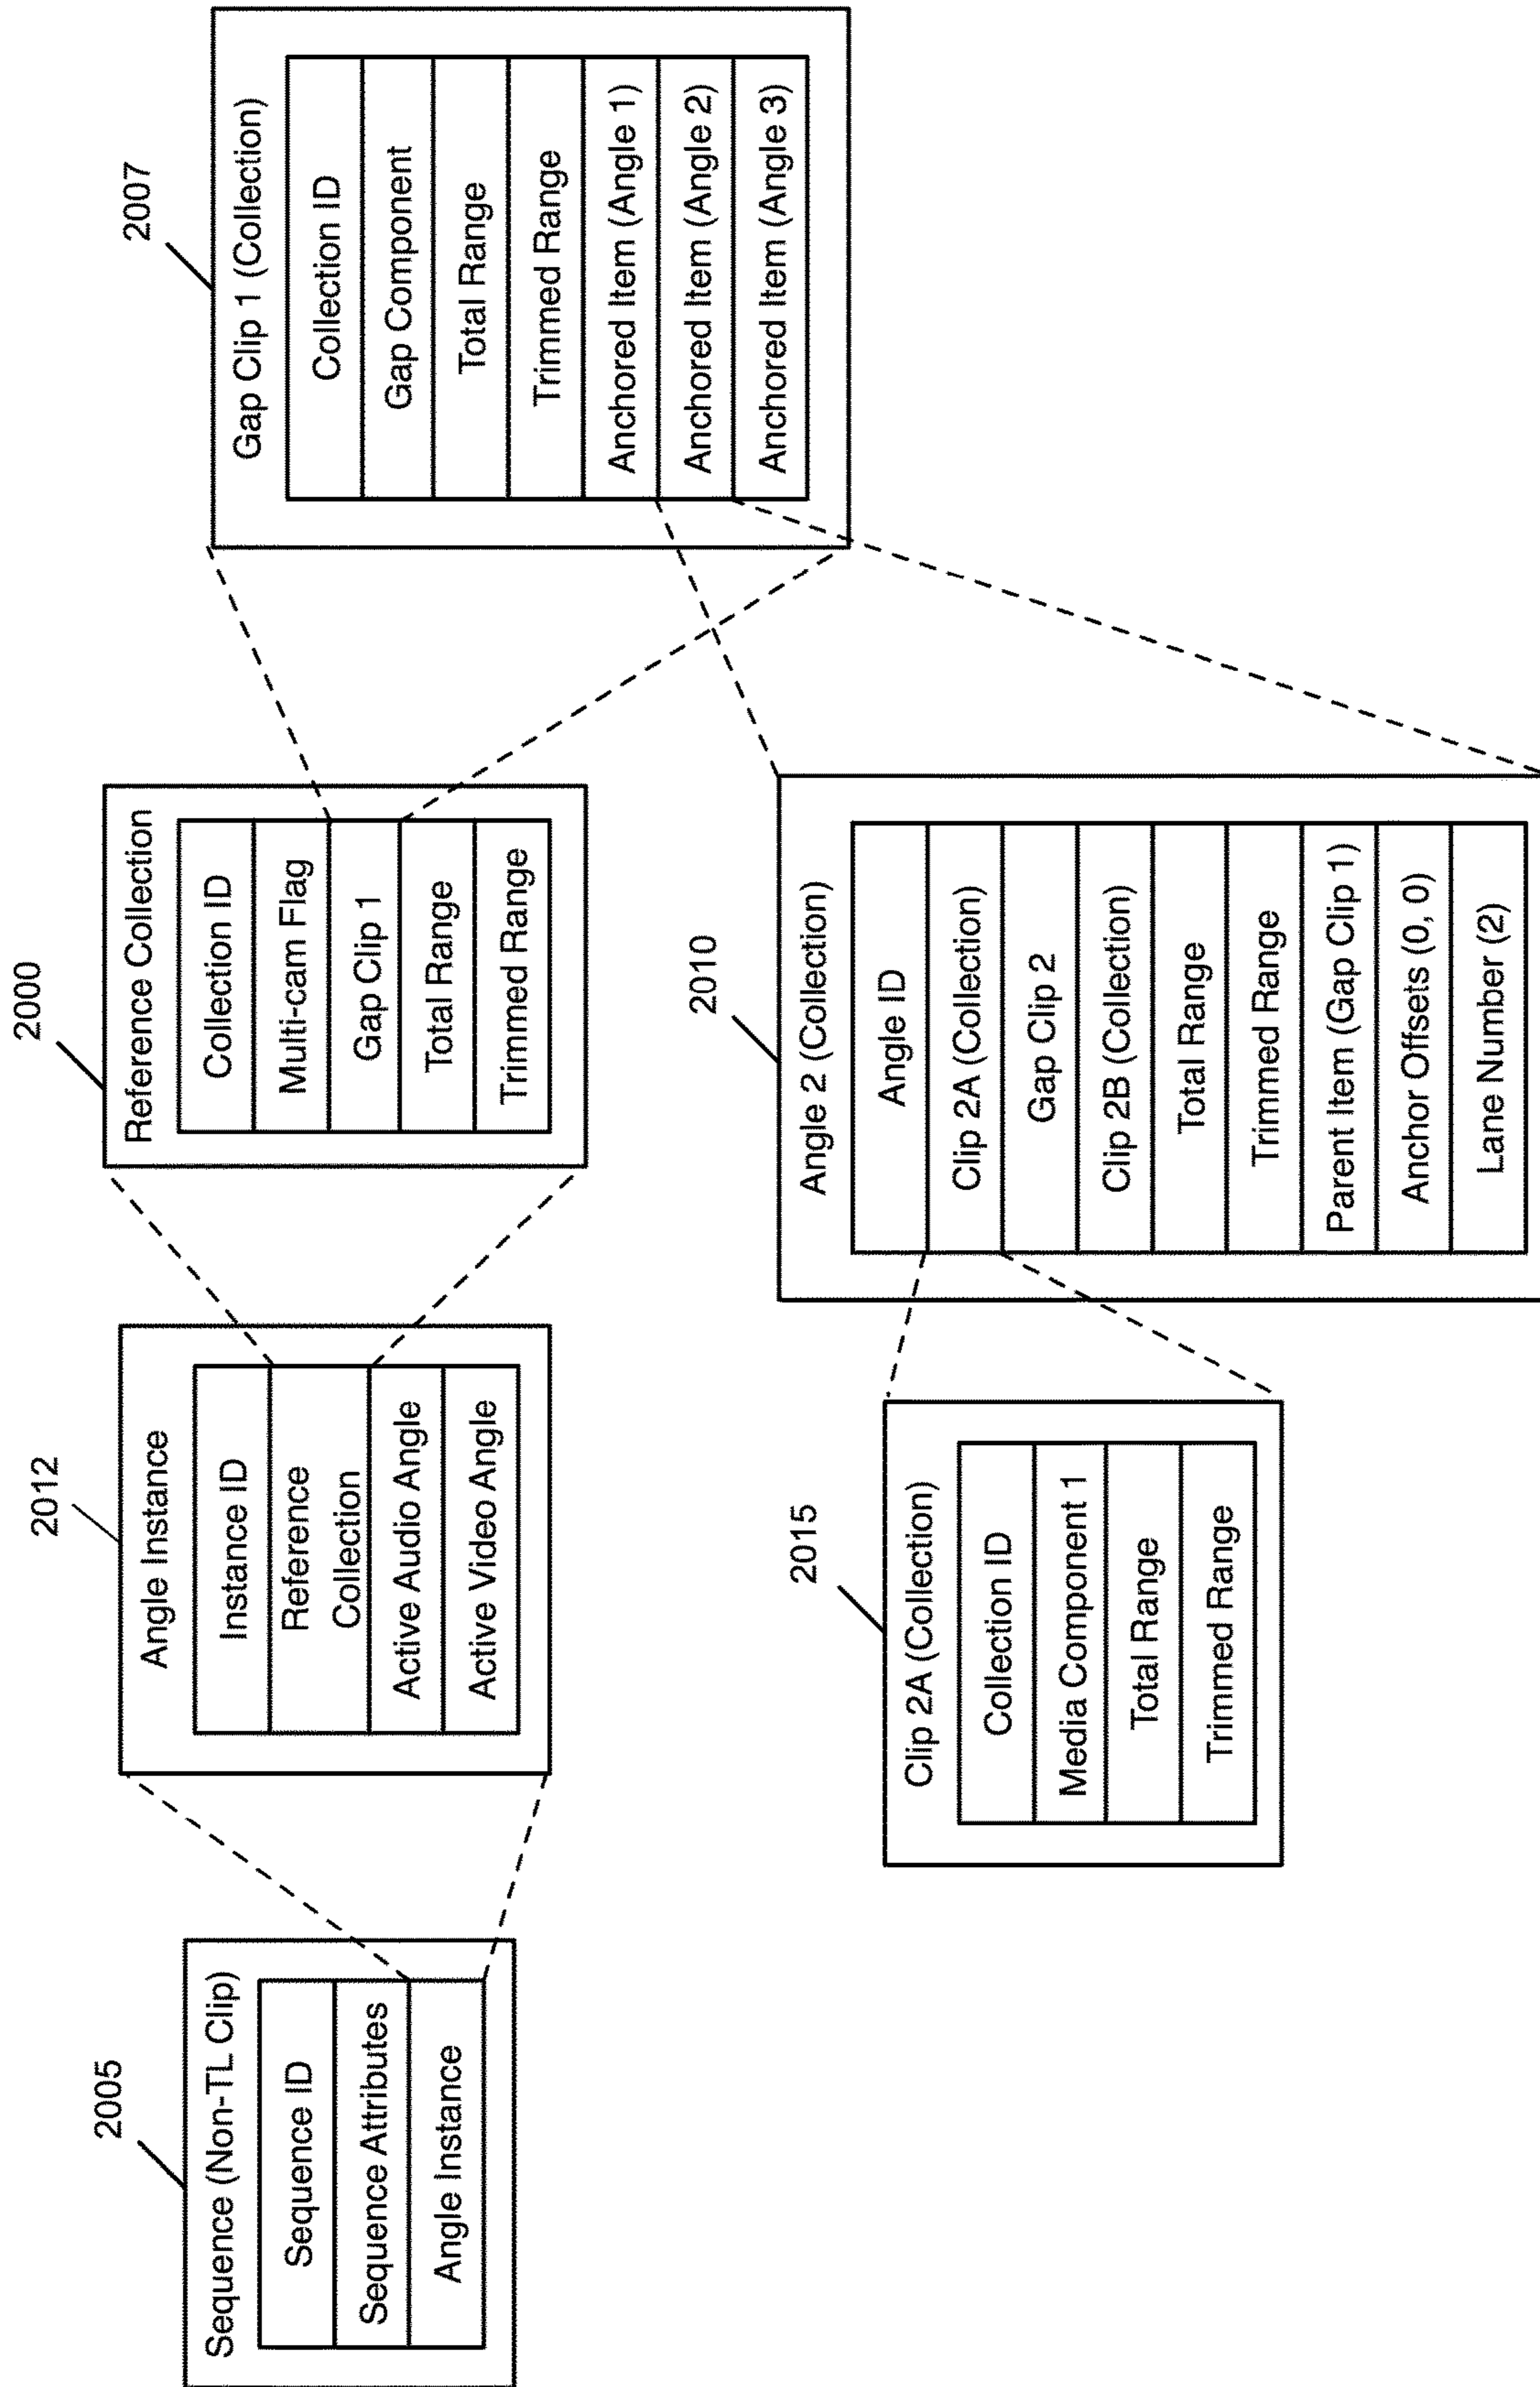 2005
Sequence (Non-TL Clip)
Sequence ID
Sequence Attributes
Angle Instance
2012
Angle Instance
Instance ID
Reference
Collection
Active Audio Angle
Active Video Angle
2000
Reference Collection
Collection ID
Multi-cam Flag
Gap Clip 1
Total Range
Trimmed Range
2007
Gap Clip 1 (Collection)
Collection ID
Gap Component
Total Range
Trimmed Range
Anchored Item (Angle 1)
Anchored Item (Angle 2)
Anchored Item (Angle 3)
2015
Clip 2A (Collection)
Collection ID
Media Component 1
Total Range
Trimmed Range
2010
Angle 2 (Collection)
Angle ID
Clip 2A (Collection)
Gap Clip 2
Clip 2B (Collection)
Total Range
Trimmed Range
Parent Item (Gap Clip 1)
Anchor Offsets (0, 0)
Lane Number (2)